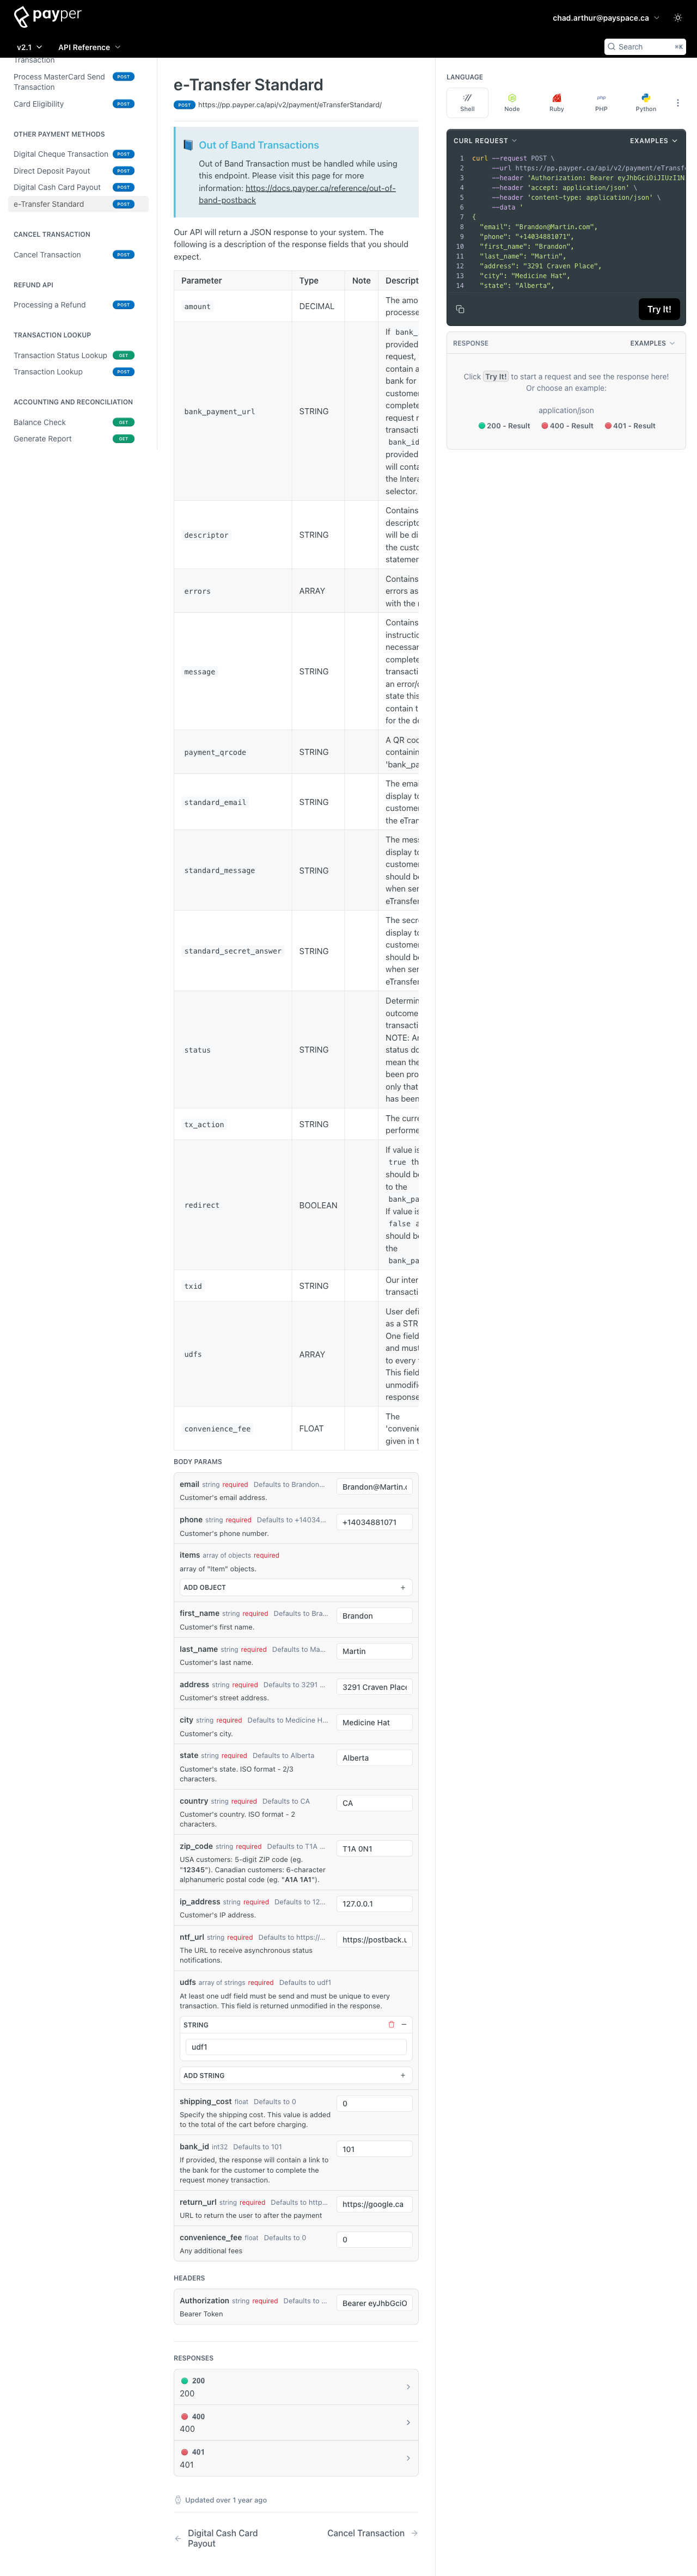 payper
chad.arthur@payspace.ca
v2.1
API Reference
Search
⌘K
Transaction
Process MasterCard Send
Transaction
POST
Card Eligibility
POST
OTHER PAYMENT METHODS
Digital Cheque Transaction
POST
Direct Deposit Payout
POST
Digital Cash Card Payout
POST
e-Transfer Standard
POST
CANCEL TRANSACTION
Cancel Transaction
POST
REFUND API
Processing a Refund
POST
TRANSACTION LOOKUP
Transaction Status Lookup
GET
Transaction Lookup
POST
ACCOUNTING AND RECONCILIATION
Balance Check
GET
Generate Report
GET
e-Transfer Standard
POST https://pp.payper.ca/api/v2/payment/eTransferStandard/
Out of Band Transactions
Out of Band Transaction must be handled while using
this endpoint. Please visit this page for more
information: https://docs.payper.ca/reference/out-of-
band-postback
Our API will return a JSON response to your system. The
following is a description of the response fields that you should
expect.
Parameter Type Note Descript
amount DECIMAL
The amo
processe
bank_payment_url STRING
If bank_
provided
request,
contain a
bank for
custome
complete
request r
transacti
bank_id
provided
will conta
the Intera
selector.
descriptor STRING
Contains
descripto
will be di
the custo
statemen
errors ARRAY
Contains
errors as
with the r
message STRING
Contains
instructio
necessar
complete
transacti
an error/
state this
contain t
for the de
payment_qrcode STRING
A QR coc
containin
'bank_pa
standard_email STRING
The emai
display to
custome
the eTran
standard_message STRING
The mess
display to
custome
should be
when ser
eTransfer
standard_secret_answer STRING
The secre
display to
custome
should be
when ser
eTransfer
status STRING
Determin
outcome
transacti
NOTE: Ar
status do
mean the
been pro
only that
has been
tx_action STRING
The curre
performe
redirect BOOLEAN
If value is
true th
should be
to the
bank_pa
If value is
false a
should be
the
bank_pa
txid STRING
Our inter
transacti
udfs ARRAY
User defi
as a STR
One field
and must
to every
This field
unmodifi
response
convenience_fee FLOAT
The
'convenie
given in t
BODY PARAMS
email string required Defaults to Brandon...
Brandon@Martin.c
Customer's email address.
phone string required Defaults to +14034...
+14034881071
Customer's phone number.
items array of objects required
array of "Item" objects.
ADD OBJECT +
first_name string required Defaults to Bra...
Brandon
Customer's first name.
last_name string required Defaults to Ma...
Martin
Customer's last name.
address string required Defaults to 3291 ...
3291 Craven Place
Customer's street address.
city string required Defaults to Medicine H...
Medicine Hat
Customer's city.
state string required Defaults to Alberta
Alberta
Customer's state. ISO format - 2/3
characters.
country string required Defaults to CA
CA
Customer's country. ISO format - 2
characters.
zip_code string required Defaults to T1A ...
T1A 0N1
USA customers: 5-digit ZIP code (eg.
"12345"). Canadian customers: 6-character
alphanumeric postal code (eg. "A1A 1A1").
ip_address string required Defaults to 12...
127.0.0.1
Customer's IP address.
ntf_url string required Defaults to https://...
https://postback.u
The URL to receive asynchronous status
notifications.
udfs array of strings required Defaults to udf1
At least one udf field must be send and must be unique to every
transaction. This field is returned unmodified in the response.
STRING
udf1
ADD STRING +
shipping_cost float Defaults to 0
0
Specify the shipping cost. This value is added
to the total of the cart before charging.
bank_id int32 Defaults to 101
101
If provided, the response will contain a link to
the bank for the customer to complete the
request money transaction.
return_url string required Defaults to http...
https://google.ca
URL to return the user to after the payment
convenience_fee float Defaults to 0
0
Any additional fees
HEADERS
Authorization string required Defaults to ...
Bearer eyJhbGciO
Bearer Token
RESPONSES
200
200
400
400
401
401
Updated over 1 year ago
Digital Cash Card
Payout
Cancel Transaction
LANGUAGE
Shell Node Ruby PHP Python
CURL REQUEST
EXAMPLES
1 curl --request POST \
2 --url https://pp.payper.ca/api/v2/payment/eTransf
3 --header 'Authorization: Bearer eyJhbGciOiJIUzI1N
4 --header 'accept: application/json' \
5 --header 'content-type: application/json' \
6 --data '
7 {
8 "email": "Brandon@Martin.com",
9 "phone": "+14034881071",
10 "first_name": "Brandon",
11 "last_name": "Martin",
12 "address": "3291 Craven Place",
13 "city": "Medicine Hat",
14 "state": "Alberta",
Try It!
RESPONSE
EXAMPLES
Click Try It! to start a request and see the response here!
Or choose an example:
application/json
200 - Result 400 - Result 401 - Result